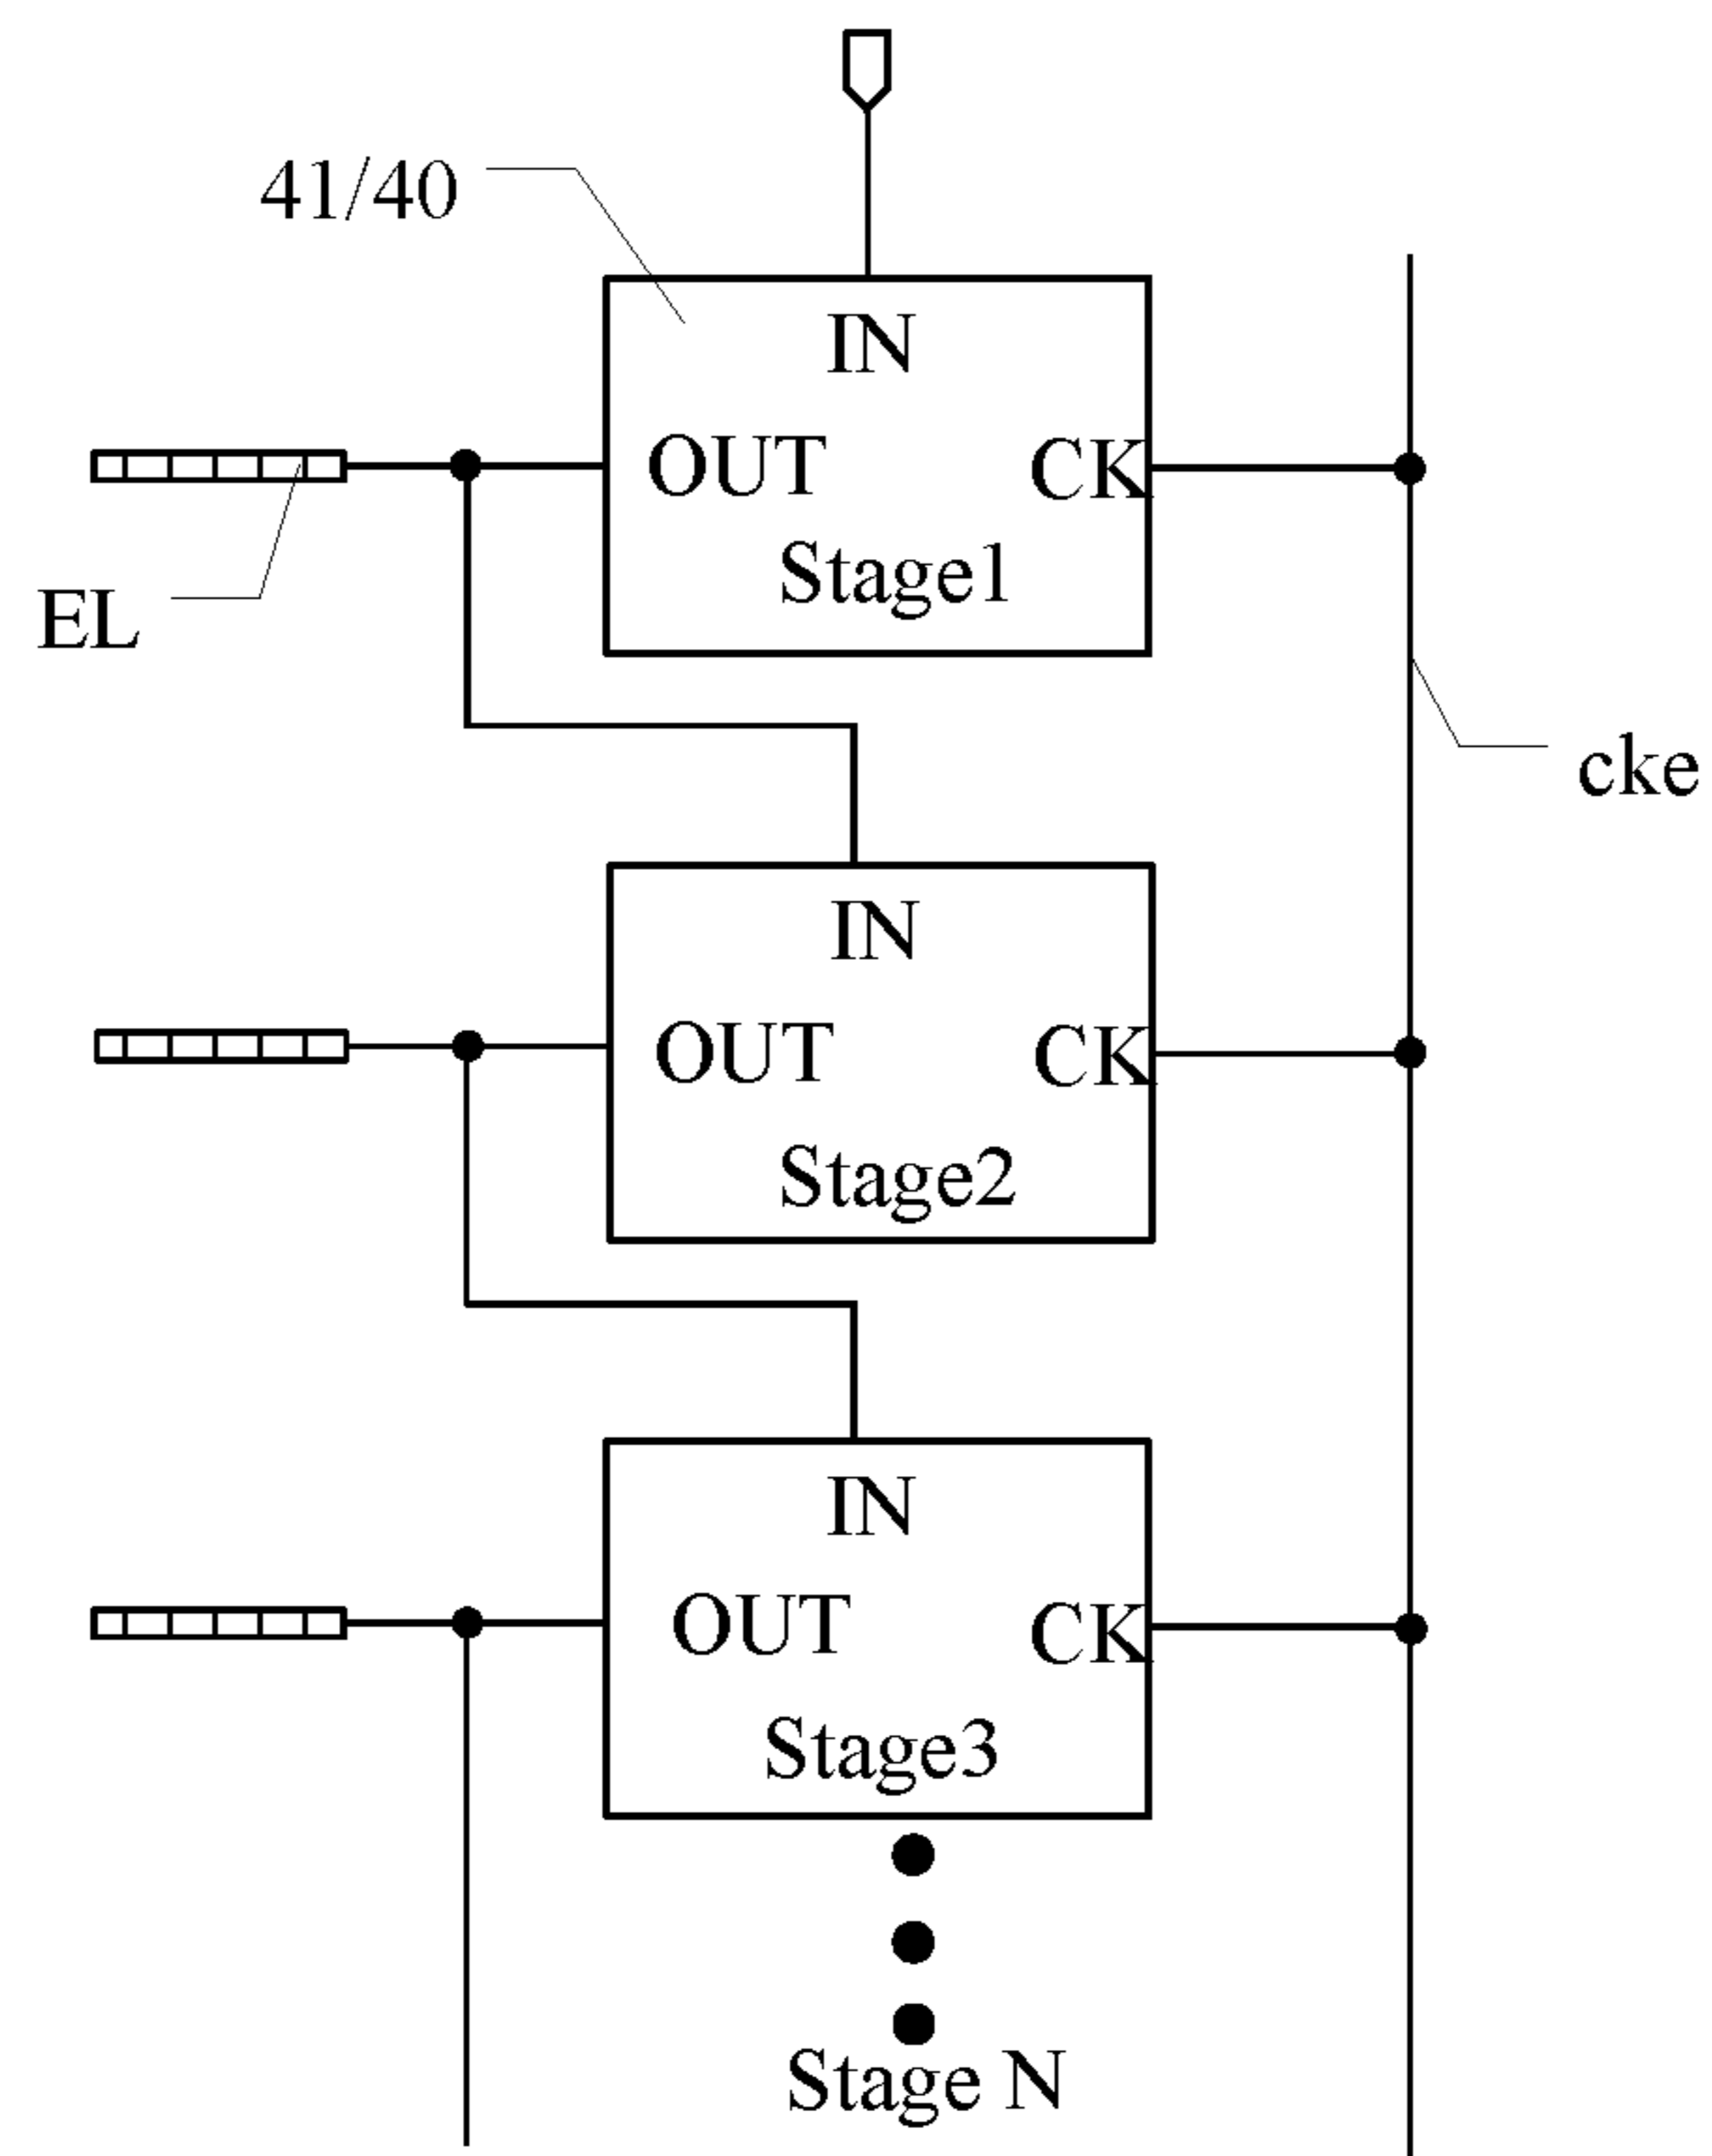 41/40
IN
OUT CK
Stage1
EL
cke
IN
OUT CK
Stage2
IN
OUT CK
Stage3
Stage N